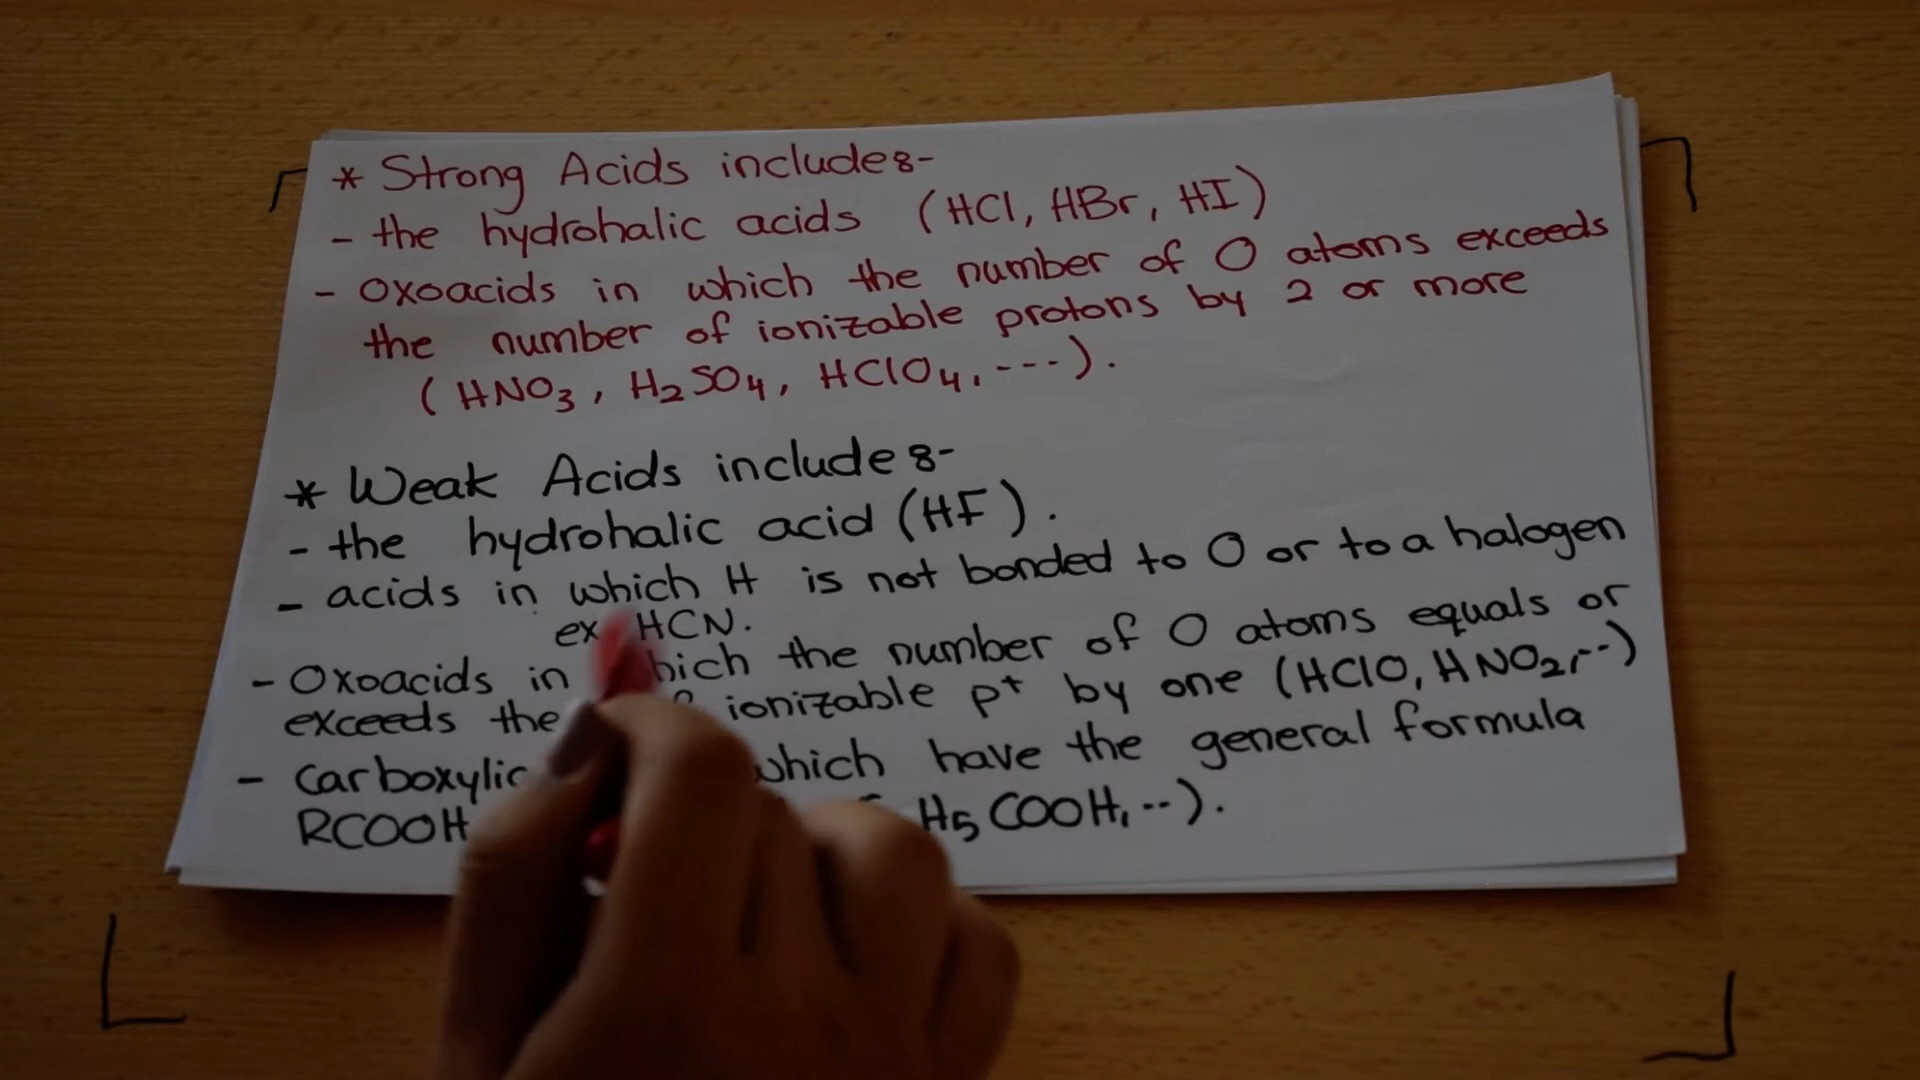 * Strong Acids include:-
- the hydrohalic acids (HCl, HBr, HI)
- Oxoacids in which the number of O atoms exceeds
the number of ionizable protons by 2 or more
(HNO₃, H₂SO₄, HClO₄, ---).
* Weak Acids include:-
- the hydrohalic acid (HF).
- acids in which H is not bonded to O or to a halogen
ex HCN.
- Oxoacids in which the number of O atoms equals or
exceeds the ionizable p⁺ by one (HClO, HNO₂, --)
- Carboxylic which have the general formula
RCOOH H₅COOH, --).